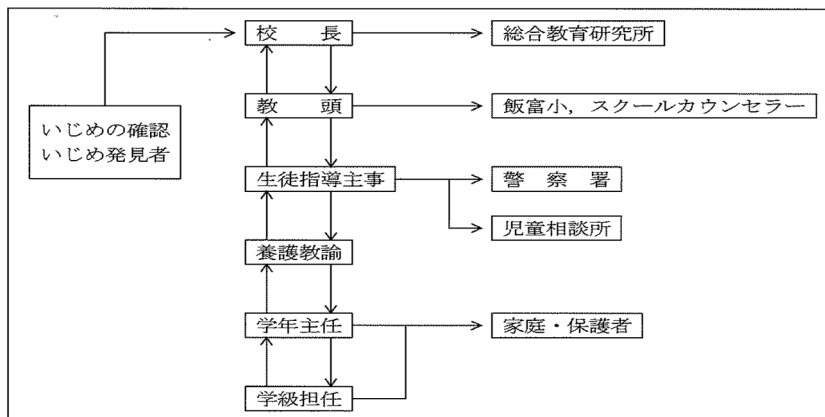 校　長
総合教育研究所
教　頭
飯富小，スクールカウンセラー
いじめの確認
いじめ発見者
生徒指導主事
警　察　署
児童相談所
養護教諭
学年主任
家庭・保護者
学級担任